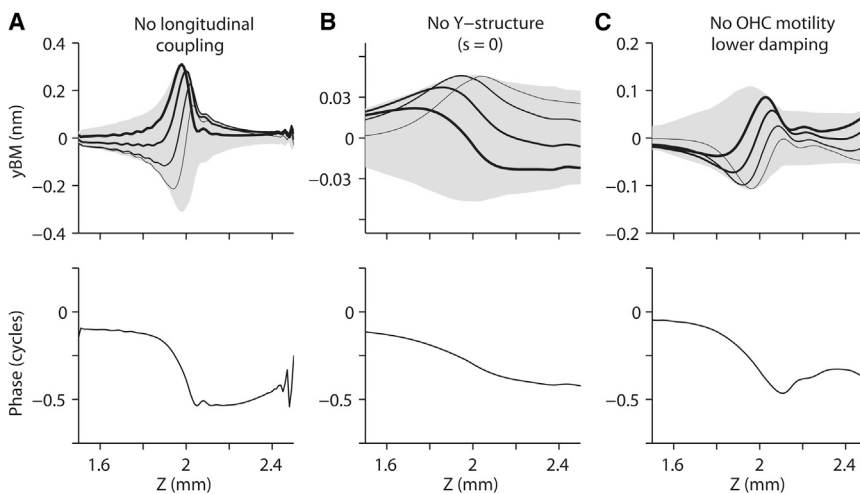 A
No longitudinal
coupling
B
No Y−structure
(s = 0)
C
No OHC motility
lower damping
yBM (nm)
0.4
0.2
0
−0.2
−0.4
0.03
0
−0.03
0.2
0.1
0
−0.1
−0.2
Phase (cycles)
0
−0.5
0
−0.5
0
−0.5
1.6 2 2.4
Z (mm)
1.6 2 2.4
Z (mm)
1.6 2 2.4
Z (mm)